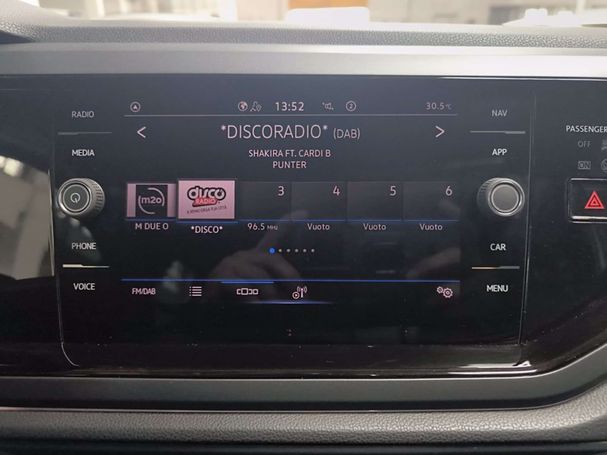 RADIO
MEDIA
PHONE
VOICE
13:52
30.5°C
*DISCORADIO* (DAB)
SHAKIRA FT. CARDI B
PUNTER
m2o
disco
RADIO
3
4
5
6
M DUE O
*DISCO*
96.5 MHz
Vuoto
Vuoto
Vuoto
FM/DAB
NAV
APP
CAR
MENU
PASSENGER
OFF
ON